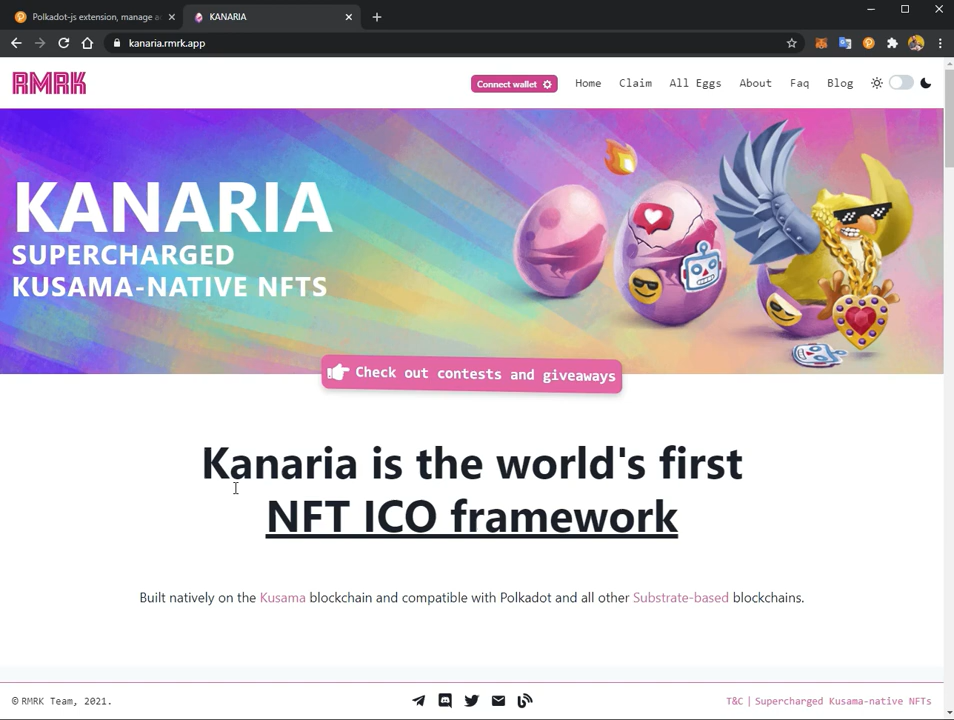 Polkadot-js extension, manage a
KANARIA
kanaria.rmrk.app
RMRK
Connect wallet
Home
Claim
All Eggs
About
Faq
Blog
KANARIA
SUPERCHARGED
KUSAMA-NATIVE NFTS
Check out contests and giveaways
Kanaria is the world's first
NFT ICO framework
Built natively on the Kusama blockchain and compatible with Polkadot and all other Substrate-based blockchains.
© RMRK Team, 2021.
T&C | Supercharged Kusama-native NFTs